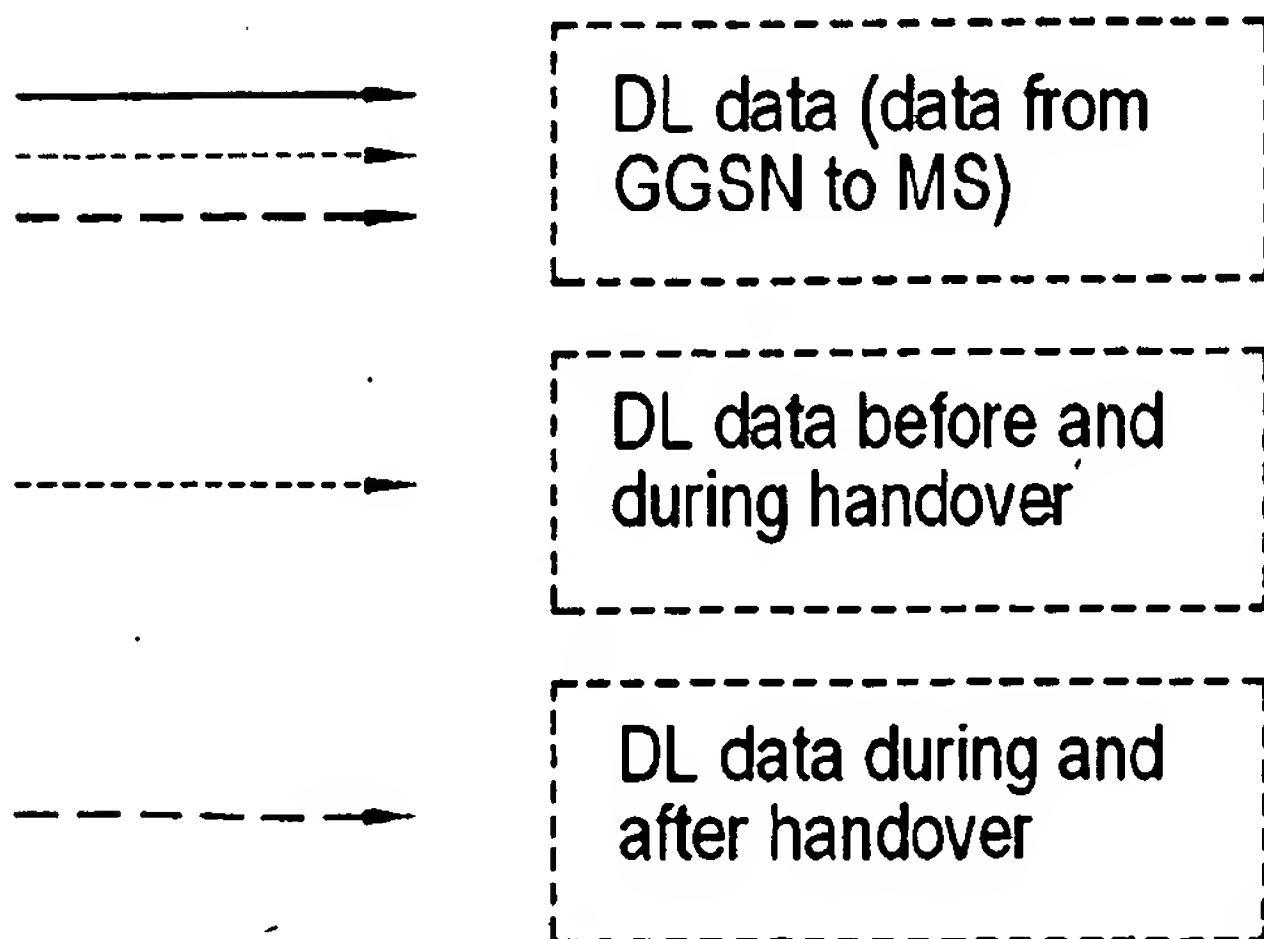 DL data (data from
GGSN to MS)
DL data before and
during handover
DL data during and
after handover